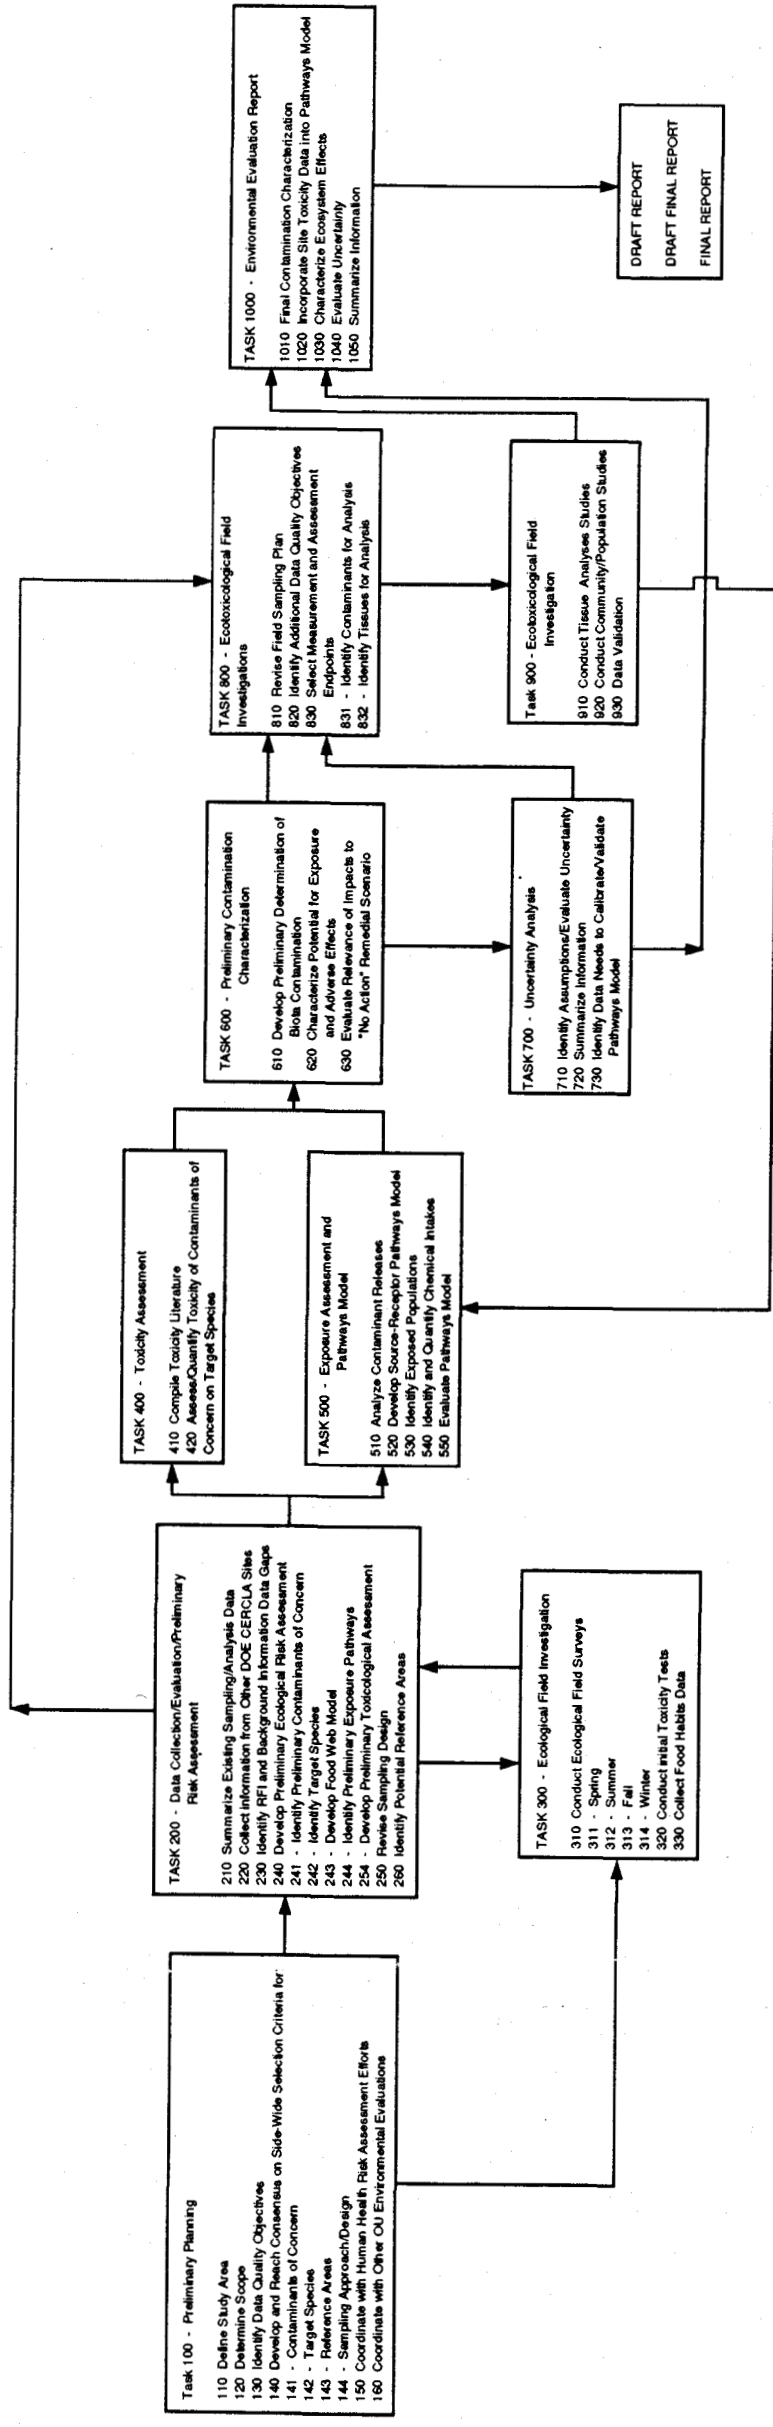 Task 100 - Preliminary Planning
110 Define Study Area
120 Determine Scope
130 Identify Data Quality Objectives
140 Develop and Reach Consensus on Side-Wide Selection Criteria for:
141 - Contaminants of Concern
142 - Target Species
143 - Reference Areas
144 - Sampling Approach/Design
150 Coordinate with Human Health Risk Assessment Efforts
160 Coordinate with Other OU Environmental Evaluations
TASK 200 - Data Collection/Evaluation/Preliminary
Risk Assessment
210 Summarize Existing Sampling/Analysis Data
220 Collect Information from Other DOE CERCLA Sites
230 Identify RFI and Background Information Data Gaps
240 Develop Preliminary Ecological Risk Assessment
241 - Identify Preliminary Contaminants of Concern
242 - Identify Target Species
243 - Develop Food Web Model
244 - Identify Preliminary Exposure Pathways
254 - Develop Preliminary Toxicological Assessment
250 Revise Sampling Design
260 Identify Potential Reference Areas
TASK 300 - Ecological Field Investigation
310 Conduct Ecological Field Surveys
311 - Spring
312 - Summer
313 - Fall
314 - Winter
320 Conduct Initial Toxicity Tests
330 Collect Food Habits Data
TASK 400 - Toxicity Assessment
410 Compile Toxicity Literature
420 Assess/Quantify Toxicity of Contaminants of
Concern on Target Species
TASK 500 - Exposure Assessment and
Pathways Model
510 Analyze Contaminant Releases
520 Develop Source-Receptor Pathways Model
530 Identify Exposed Populations
540 Identify and Quantify Chemical Intakes
550 Evaluate Pathways Model
TASK 600 - Preliminary Contamination
Characterization
610 Develop Preliminary Determination of
Biota Contamination
620 Characterize Potential for Exposure
and Adverse Effects
630 Evaluate Relevance of Impacts to
"No Action" Remedial Scenario
TASK 700 - Uncertainty Analysis
710 Identify Assumptions/Evaluate Uncertainty
720 Summarize Information
730 Identify Data Needs to Calibrate/Validate
Pathways Model
TASK 800 - Ecotoxicological Field
Investigations
810 Revise Field Sampling Plan
820 Identify Additional Data Quality Objectives
830 Select Measurement and Assessment
Endpoints
831 - Identify Contaminants for Analysis
832 - Identify Tissues for Analysis
Task 900 - Ecotoxicological Field
Investigation
910 Conduct Tissue Analyses Studies
920 Conduct Community/Population Studies
930 Data Validation
TASK 1000 - Environmental Evaluation Report
1010 Final Contamination Characterization
1020 Incorporate Site Toxicity Data into Pathways Model
1030 Characterize Ecosystem Effects
1040 Evaluate Uncertainty
1050 Summarize Information
DRAFT REPORT
DRAFT FINAL REPORT
FINAL REPORT